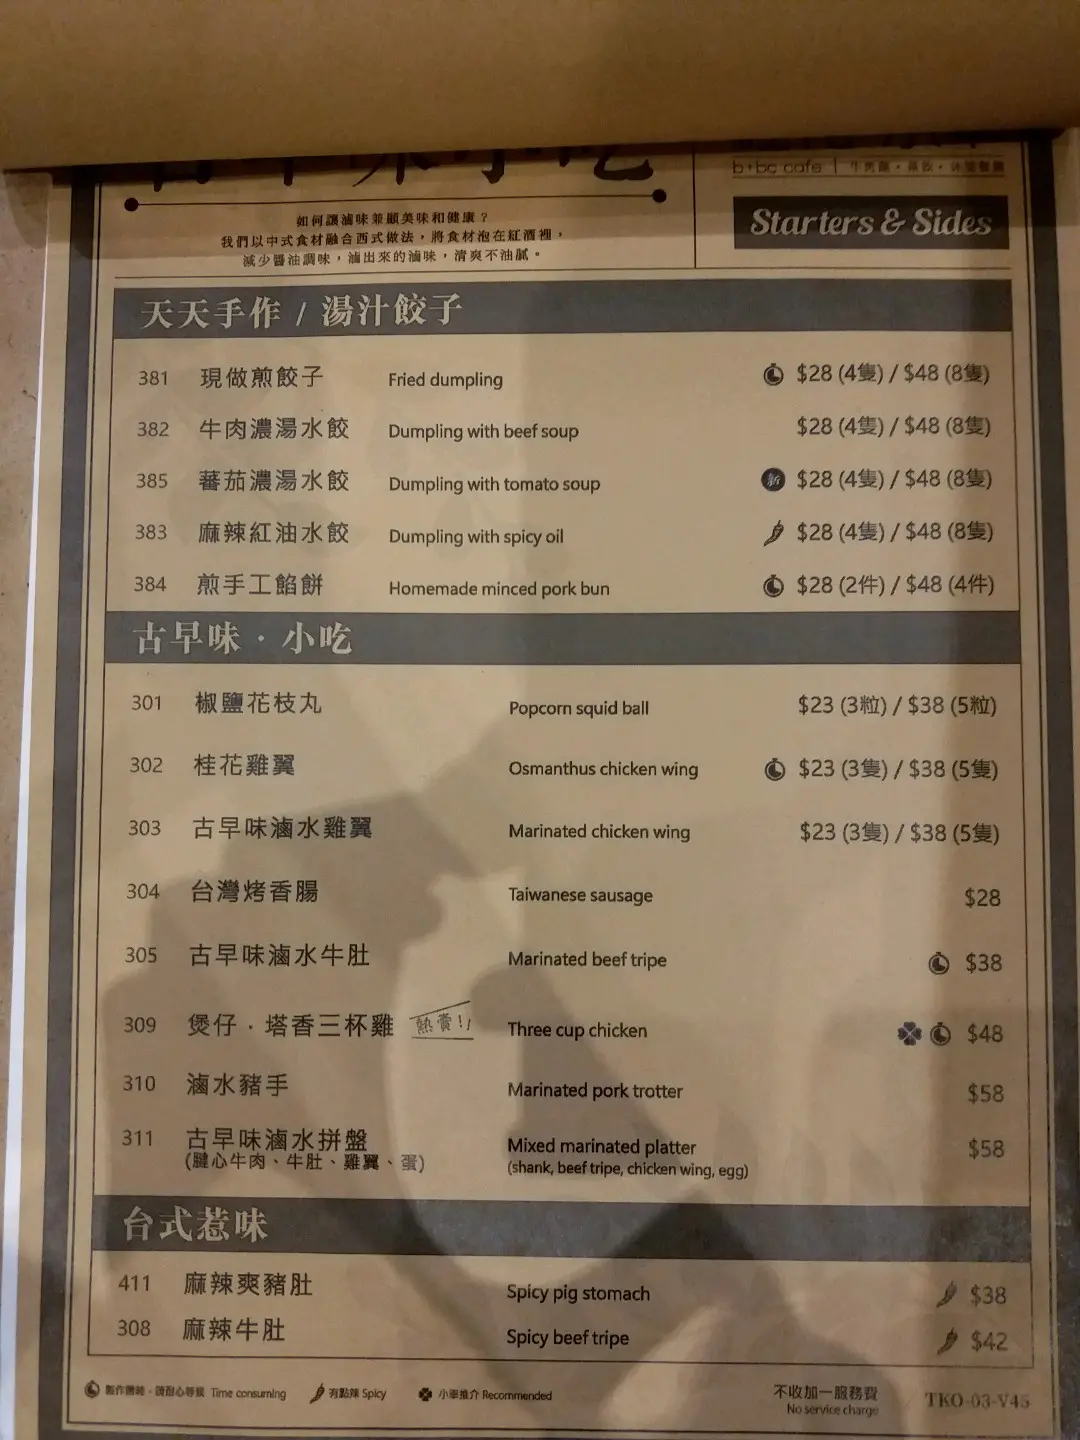 b+bc cafe
Starters & Sides
如何讓滷味兼顧美味和健康？
我們以中式食材融合西式做法，將食材泡在紅酒裡，
減少醬油調味，滷出來的滷味，清爽不油膩。
天天手作 / 湯汁餃子
381 現做煎餃子 Fried dumpling $28 (4隻) / $48 (8隻)
382 牛肉濃湯水餃 Dumpling with beef soup $28 (4隻) / $48 (8隻)
385 蕃茄濃湯水餃 Dumpling with tomato soup 新 $28 (4隻) / $48 (8隻)
383 麻辣紅油水餃 Dumpling with spicy oil $28 (4隻) / $48 (8隻)
384 煎手工餡餅 Homemade minced pork bun $28 (2件) / $48 (4件)
古早味·小吃
301 椒鹽花枝丸 Popcorn squid ball $23 (3粒) / $38 (5粒)
302 桂花雞翼 Osmanthus chicken wing $23 (3隻) / $38 (5隻)
303 古早味滷水雞翼 Marinated chicken wing $23 (3隻) / $38 (5隻)
304 台灣烤香腸 Taiwanese sausage $28
305 古早味滷水牛肚 Marinated beef tripe $38
309 煲仔·塔香三杯雞 熱賣!! Three cup chicken $48
310 滷水豬手 Marinated pork trotter $58
311 古早味滷水拼盤 Mixed marinated platter $58
(腱心牛肉、牛肚、雞翼、蛋) (shank, beef tripe, chicken wing, egg)
台式惹味
411 麻辣爽豬肚 Spicy pig stomach $38
308 麻辣牛肚 Spicy beef tripe $42
製作需時，請耐心等候 Time consuming 有點辣 Spicy 小軍推介 Recommended 不收加一服務費
No service charge TKO-03-V45